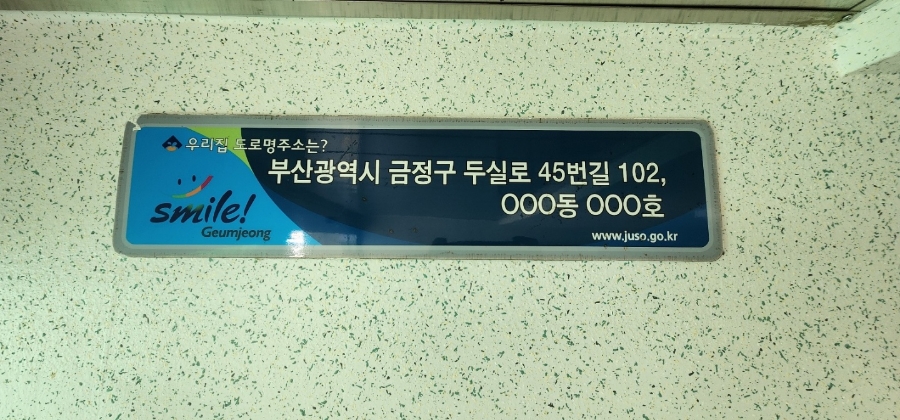 우리집 도로명주소는?
부산광역시 금정구 두실로 45번길 102,
OOO동 OOO호
smile!
Geumjeong
www.juso.go.kr